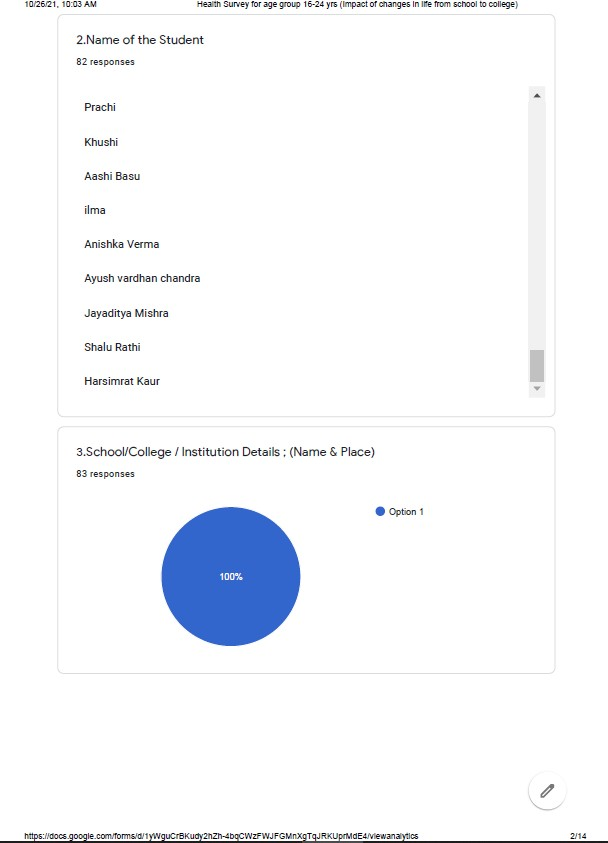 10/26/21, 10:03 AM Health Survey for age group 16-24 yrs (Impact of changes in life from school to college)
2.Name of the Student
82 responses
Prachi
Khushi
Aashi Basu
ilma
Anishka Verma
Ayush vardhan chandra
Jayaditya Mishra
Shalu Rathi
Harsimrat Kaur
3.School/College / Institution Details ; (Name & Place)
83 responses
Option 1
100%
https://docs.google.com/forms/d/1yWguCrBKudy2hZh-4bqCWzFWJFGMnXgTqJRKUprMdE4/viewanalytics 2/14